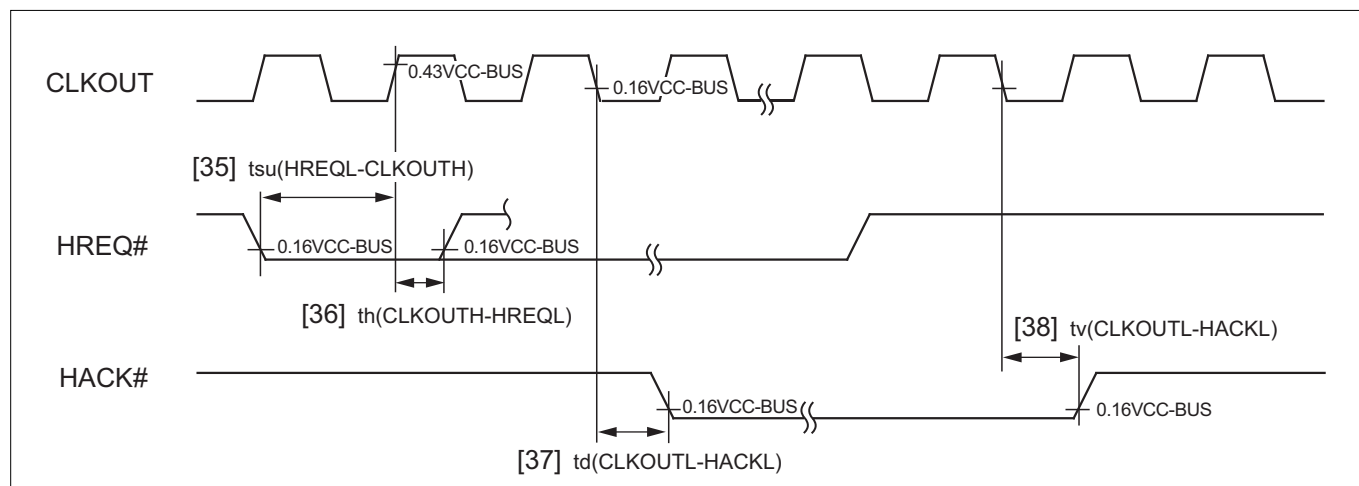 CLKOUT
0.43VCC-BUS
0.16VCC-BUS
[35] tsu(HREQL-CLKOUTH)
HREQ#
0.16VCC-BUS
0.16VCC-BUS
[36] th(CLKOUTH-HREQL)
[38] tv(CLKOUTL-HACKL)
HACK#
0.16VCC-BUS
0.16VCC-BUS
[37] td(CLKOUTL-HACKL)